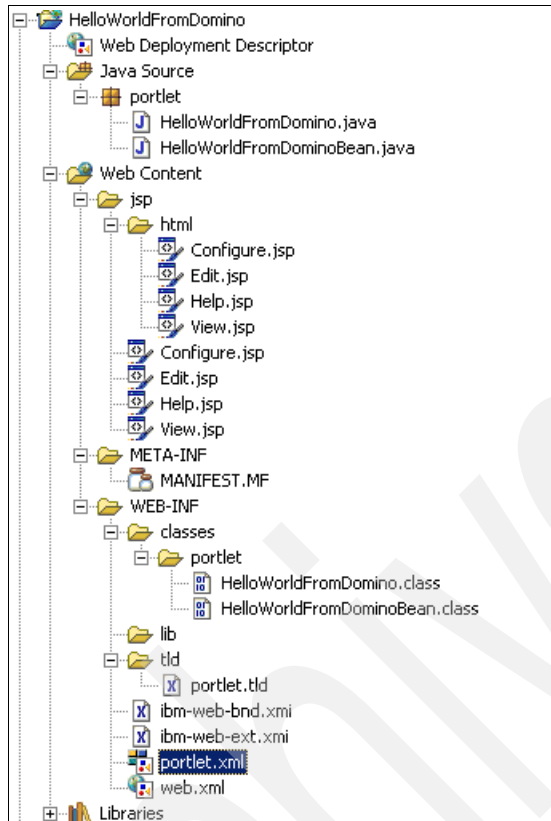 HelloWorldFromDomino
Web Deployment Descriptor
Java Source
portlet
HelloWorldFromDomino.java
HelloWorldFromDominoBean.java
Web Content
jsp
html
Configure.jsp
Edit.jsp
Help.jsp
View.jsp
Configure.jsp
Edit.jsp
Help.jsp
View.jsp
META-INF
MANIFEST.MF
WEB-INF
classes
portlet
HelloWorldFromDomino.class
HelloWorldFromDominoBean.class
lib
tld
portlet.tld
ibm-web-bnd.xmi
ibm-web-ext.xmi
portlet.xml
web.xml
Libraries